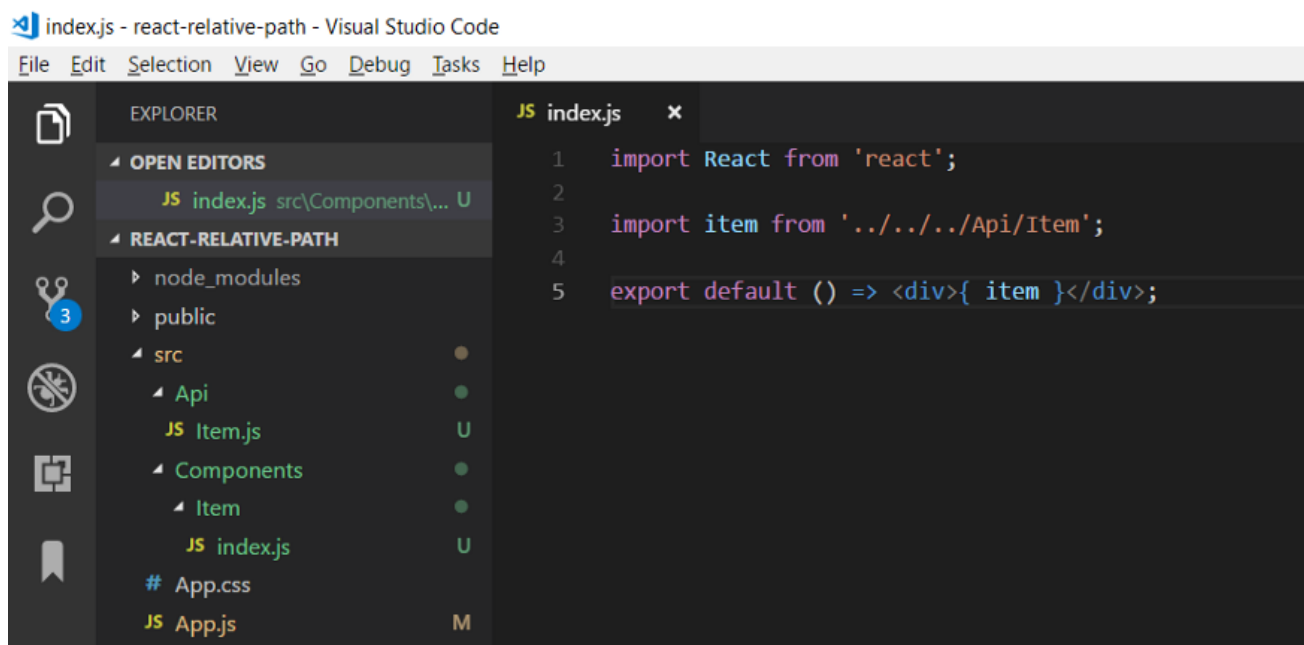 index.js - react-relative-path - Visual Studio Code
File Edit Selection View Go Debug Tasks Help
EXPLORER
OPEN EDITORS
JS index.js src\Components\... U
REACT-RELATIVE-PATH
node_modules
public
src
Api
JS Item.js U
Components
Item
JS index.js U
# App.css
JS App.js M
3
JS index.js ×
1 import React from 'react';
2
3 import item from '../../../Api/Item';
4
5 export default () => <div>{ item }</div>;